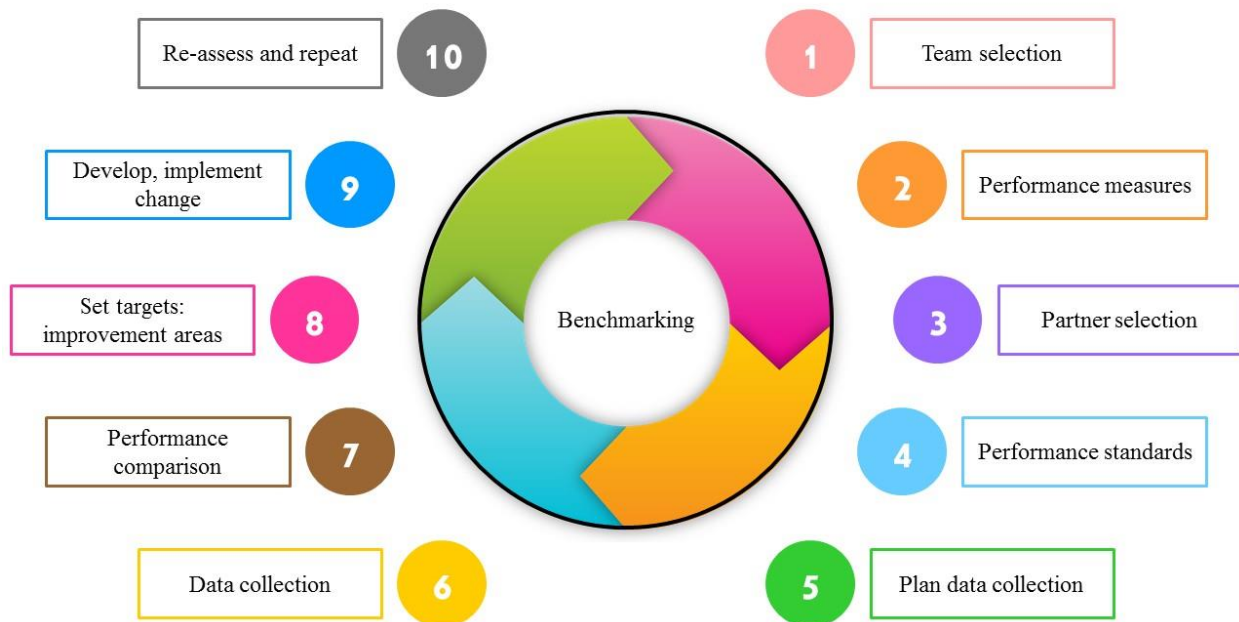 1
Team selection
2
Performance measures
3
Partner selection
4
Performance standards
5
Plan data collection
6
Data collection
7
Performance
comparison
8
Set targets:
improvement areas
9
Develop, implement
change
10
Re-assess and repeat
Benchmarking